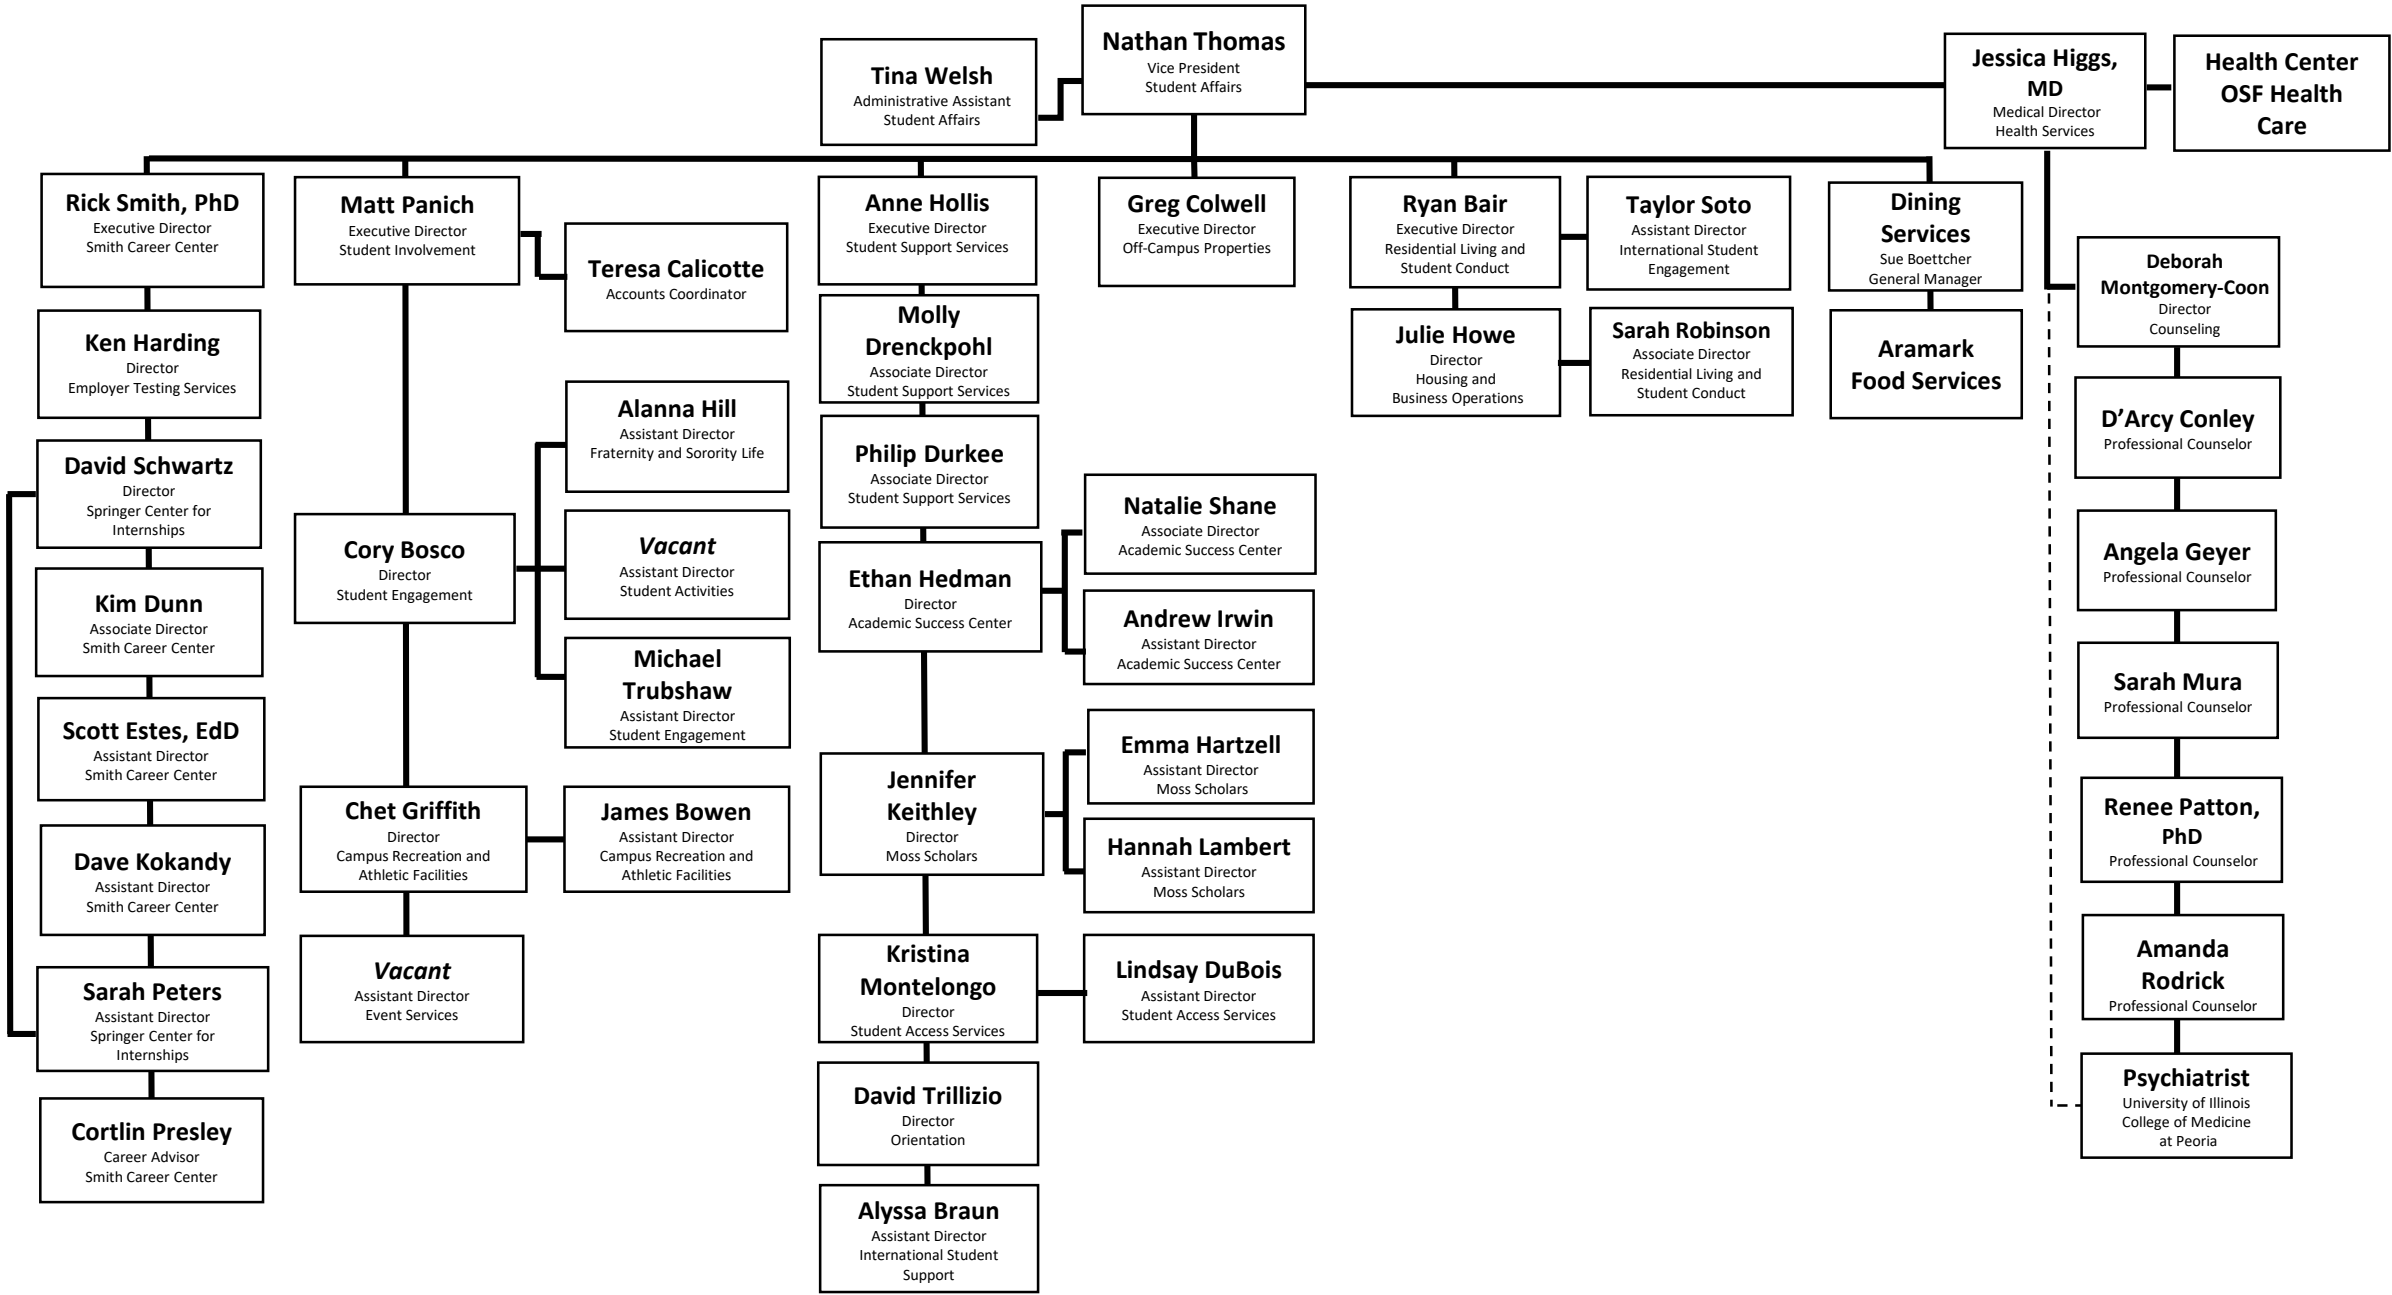 Nathan Thomas
Vice President
Student Affairs
Tina Welsh
Administrative Assistant
Student Affairs
Jessica Higgs,
MD
Medical Director
Health Services
Health Center
OSF Health
Care
Rick Smith, PhD
Executive Director
Smith Career Center
Ken Harding
Director
Employer Testing Services
David Schwartz
Director
Springer Center for
Internships
Kim Dunn
Associate Director
Smith Career Center
Scott Estes, EdD
Assistant Director
Smith Career Center
Dave Kokandy
Assistant Director
Smith Career Center
Sarah Peters
Assistant Director
Springer Center for
Internships
Cortlin Presley
Career Advisor
Smith Career Center
Matt Panich
Executive Director
Student Involvement
Teresa Calicotte
Accounts Coordinator
Cory Bosco
Director
Student Engagement
Alanna Hill
Assistant Director
Fraternity and Sorority Life
Vacant
Assistant Director
Student Activities
Michael
Trubshaw
Assistant Director
Student Engagement
Chet Griffith
Director
Campus Recreation and
Athletic Facilities
James Bowen
Assistant Director
Campus Recreation and
Athletic Facilities
Vacant
Assistant Director
Event Services
Anne Hollis
Executive Director
Student Support Services
Molly
Drenckpohl
Associate Director
Student Support Services
Philip Durkee
Associate Director
Student Support Services
Ethan Hedman
Director
Academic Success Center
Natalie Shane
Associate Director
Academic Success Center
Andrew Irwin
Assistant Director
Academic Success Center
Jennifer
Keithley
Director
Moss Scholars
Emma Hartzell
Assistant Director
Moss Scholars
Hannah Lambert
Assistant Director
Moss Scholars
Kristina
Montelongo
Director
Student Access Services
Lindsay DuBois
Assistant Director
Student Access Services
David Trillizio
Director
Orientation
Alyssa Braun
Assistant Director
International Student
Support
Greg Colwell
Executive Director
Off-Campus Properties
Ryan Bair
Executive Director
Residential Living and
Student Conduct
Taylor Soto
Assistant Director
International Student
Engagement
Julie Howe
Director
Housing and
Business Operations
Sarah Robinson
Associate Director
Residential Living and
Student Conduct
Dining
Services
Sue Boettcher
General Manager
Aramark
Food Services
Deborah
Montgomery-Coon
Director
Counseling
D’Arcy Conley
Professional Counselor
Angela Geyer
Professional Counselor
Sarah Mura
Professional Counselor
Renee Patton,
PhD
Professional Counselor
Amanda
Rodrick
Professional Counselor
Psychiatrist
University of Illinois
College of Medicine
at Peoria